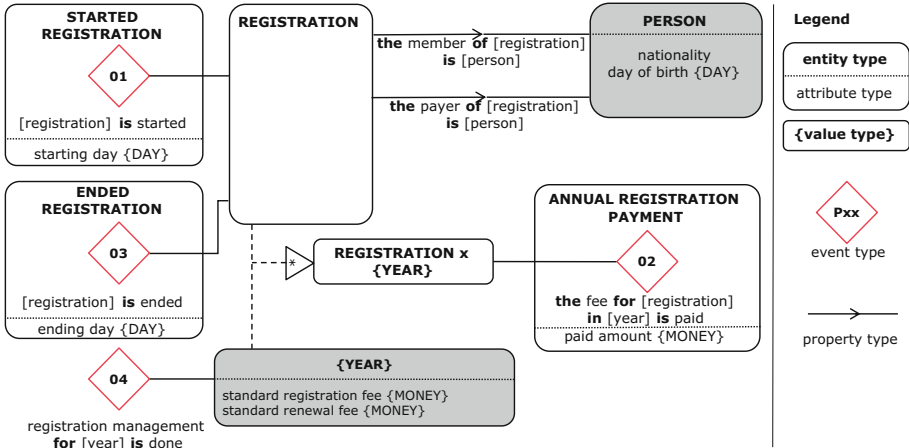 STARTED
REGISTRATION
01
[registration] is started
starting day {DAY}
REGISTRATION
the member of [registration]
is [person]
the payer of [registration]
is [person]
PERSON
nationality
day of birth {DAY}
ENDED
REGISTRATION
03
[registration] is ended
ending day {DAY}
*
REGISTRATION x
{YEAR}
ANNUAL REGISTRATION
PAYMENT
02
the fee for [registration]
in [year] is paid
paid amount {MONEY}
04
registration management
for [year] is done
{YEAR}
standard registration fee {MONEY}
standard renewal fee {MONEY}
Legend
entity type
attribute type
{value type}
Pxx
event type
property type